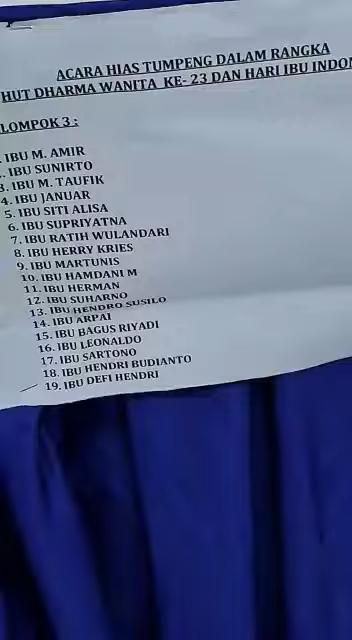 ACARA HIAS TUMPENG DALAM RANGKA
HUT DHARMA WANITA KE- 23 DAN HARI IBU INDON
LOMPOK 3 :
. IBU M. AMIR
. IBU SUNIRTO
3. IBU M. TAUFIK
4. IBU JANUAR
5. IBU SITI ALISA
6. IBU SUPRIYATNA
7. IBU RATIH WULANDARI
8. IBU HERRY KRIES
9. IBU MARTUNIS
10. IBU HAMDANI M
11. IBU HERMAN
12. IBU SUHARNO
13. IBU HENDRO SUSILO
14. IBU ARPAI
15. IBU BAGUS RIYADI
16. IBU LEONALDO
17. IBU SARTONO
18. IBU HENDRI BUDIANTO
19. IBU DEFI HENDRI